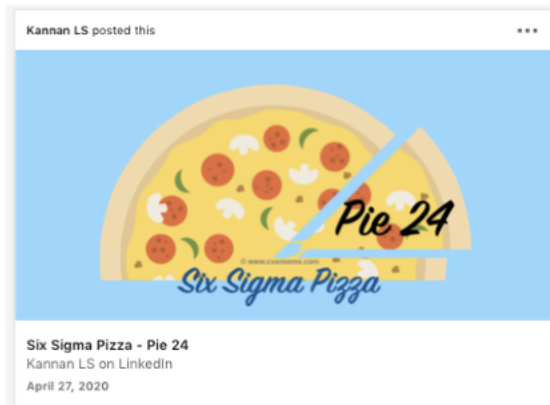 Kannan LS posted this
Pie 24
Six Sigma Pizza
Six Sigma Pizza - Pie 24
Kannan LS on LinkedIn
April 27, 2020